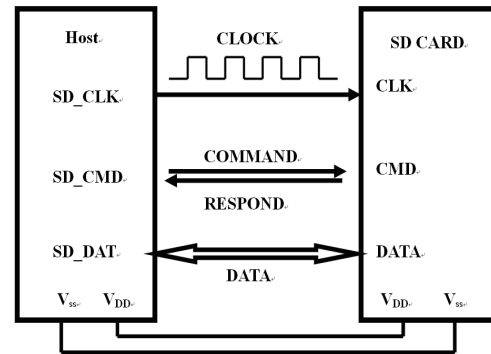 Host
CLOCK
SD CARD
SD_CLK
CLK
COMMAND
SD_CMD
CMD
RESPOND
SD_DAT
DATA
DATA
Vss VDD
VDD Vss